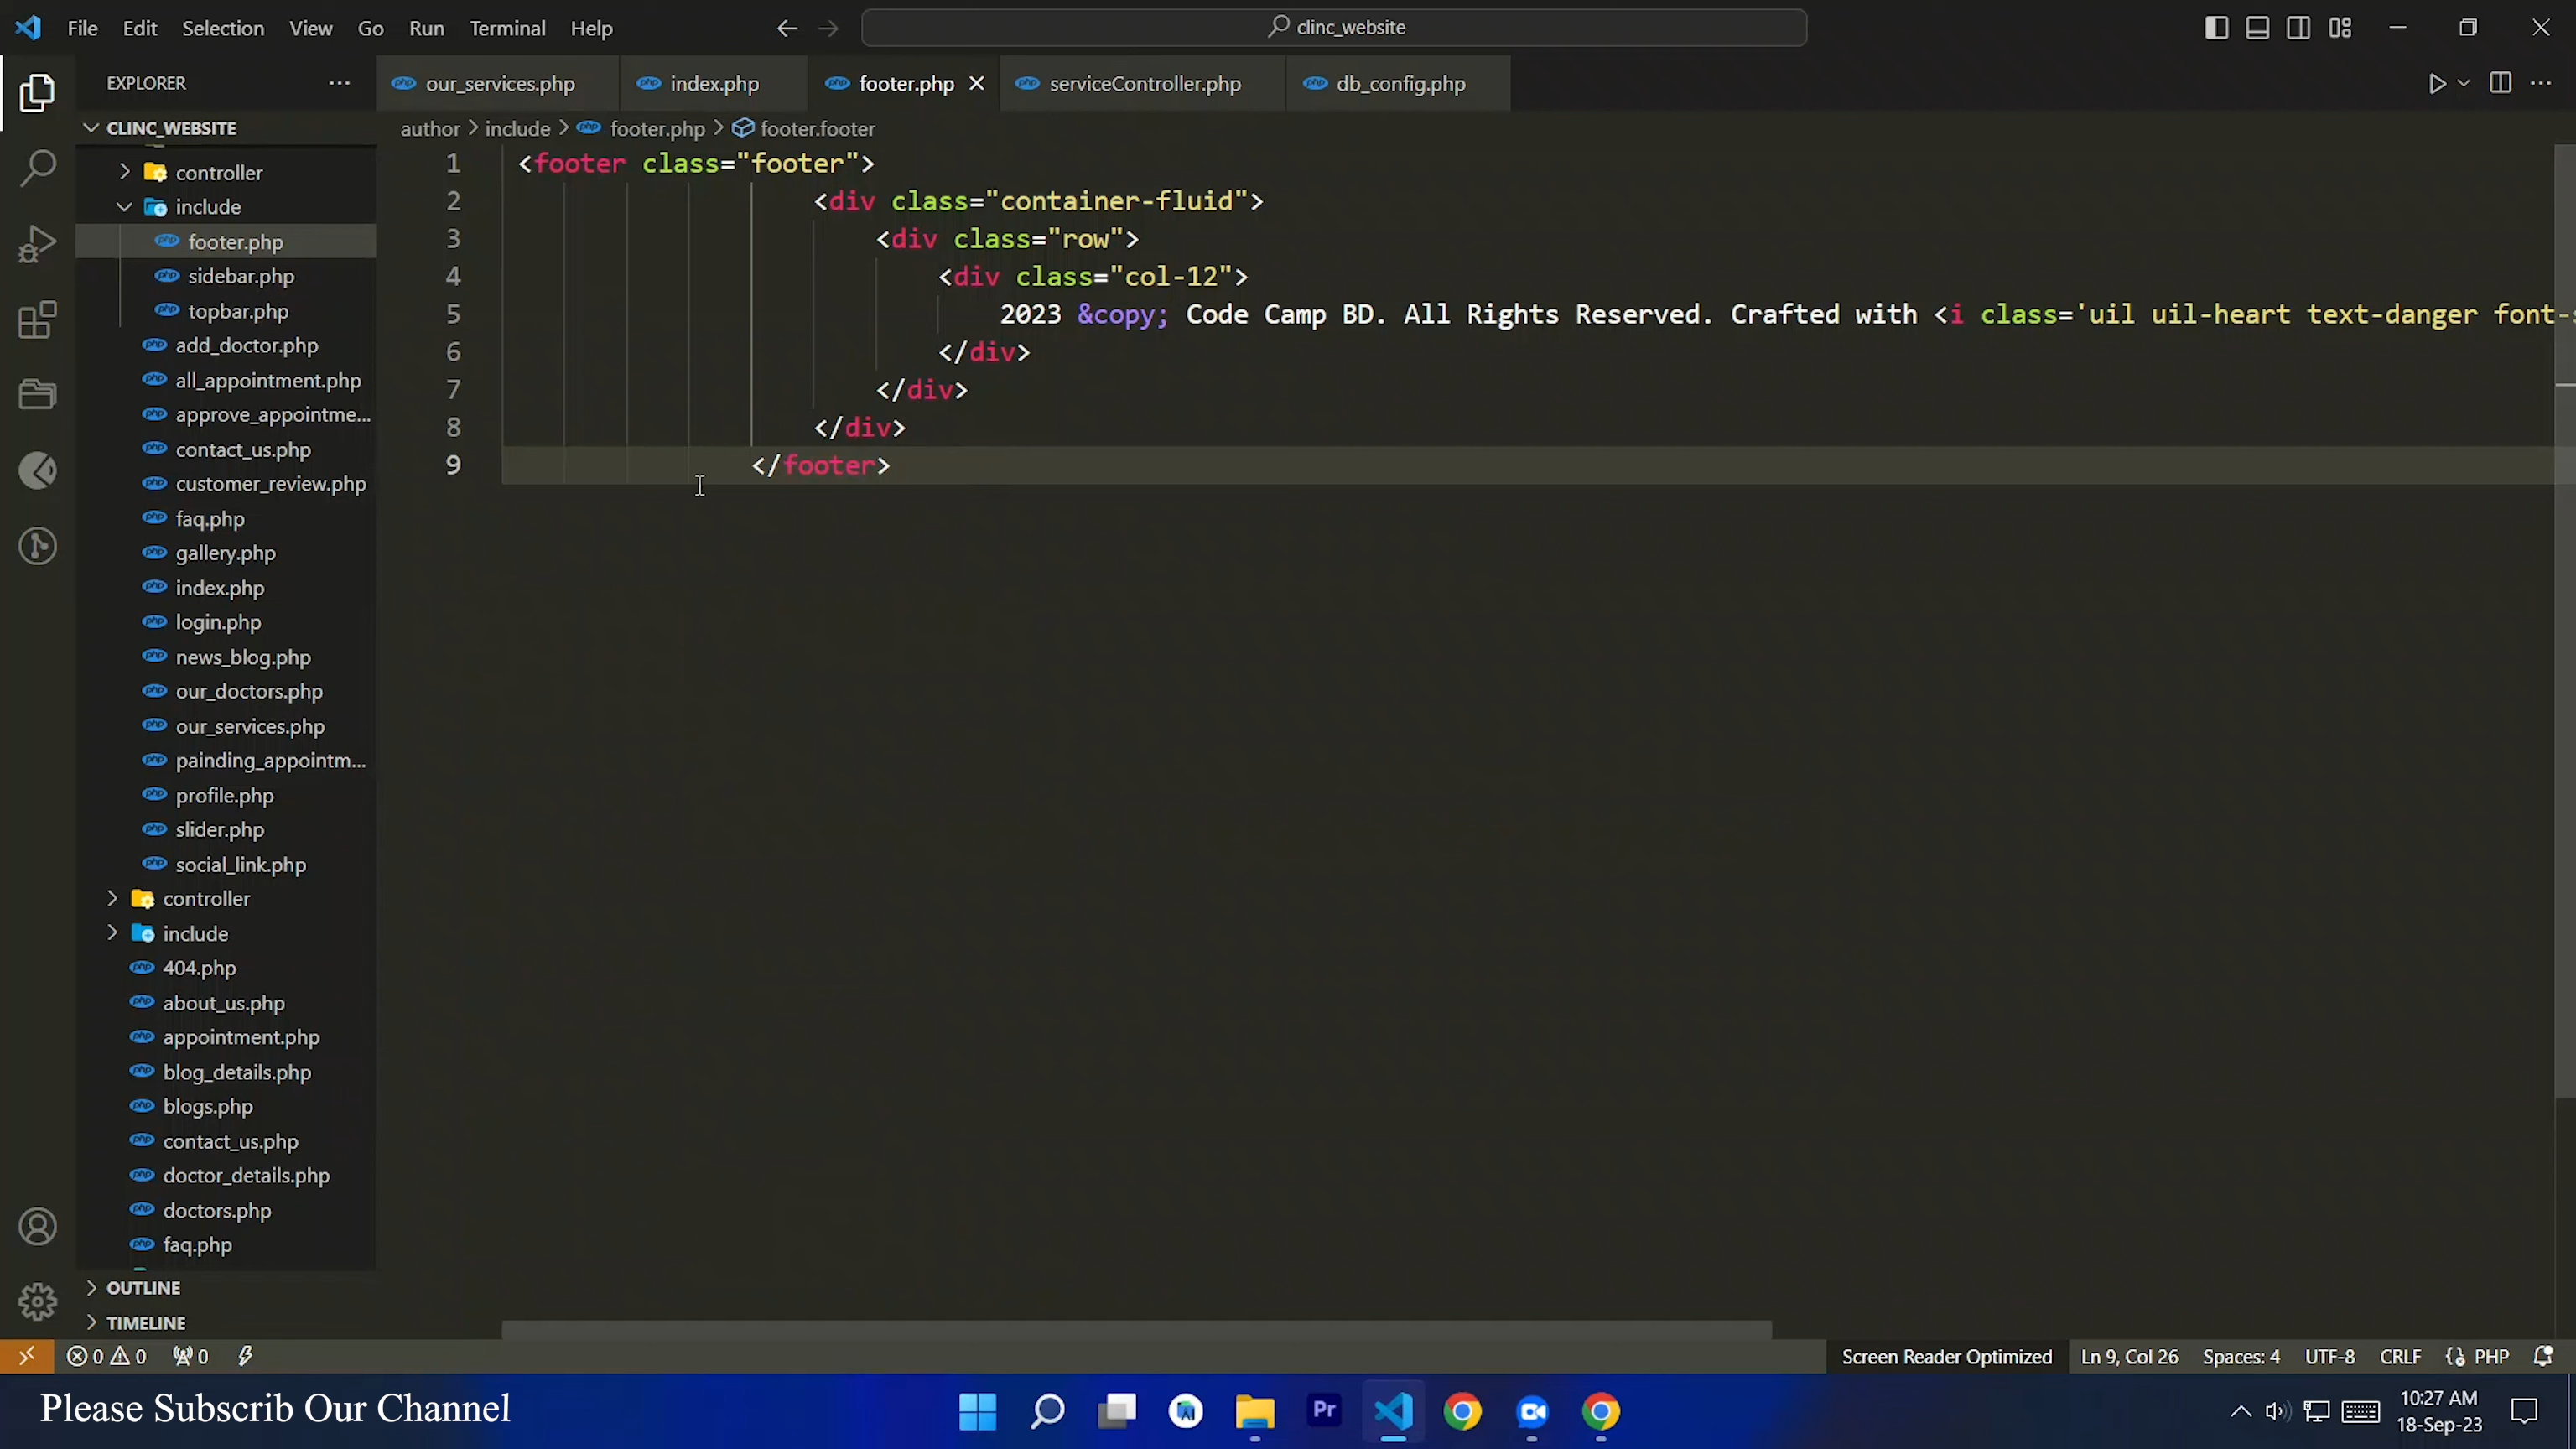 File Edit Selection View Go Run Terminal Help clinc_website
EXPLORER
our_services.php index.php footer.php serviceController.php db_config.php
CLINC_WEBSITE
author > include > footer.php > footer.footer
controller
include
footer.php
sidebar.php
topbar.php
add_doctor.php
all_appointment.php
approve_appointme...
contact_us.php
customer_review.php
faq.php
gallery.php
index.php
login.php
news_blog.php
our_doctors.php
our_services.php
painding_appointm...
profile.php
slider.php
social_link.php
controller
include
404.php
about_us.php
appointment.php
blog_details.php
blogs.php
contact_us.php
doctor_details.php
doctors.php
faq.php
OUTLINE
TIMELINE
1 <footer class="footer">
2 <div class="container-fluid">
3 <div class="row">
4 <div class="col-12">
5 2023 &copy; Code Camp BD. All Rights Reserved. Crafted with <i class='uil uil-heart text-danger font-s
6 </div>
7 </div>
8 </div>
9 </footer>
0 0 0 Screen Reader Optimized Ln 9, Col 26 Spaces: 4 UTF-8 CRLF PHP
Please Subscrib Our Channel
Pr
10:27 AM
18-Sep-23